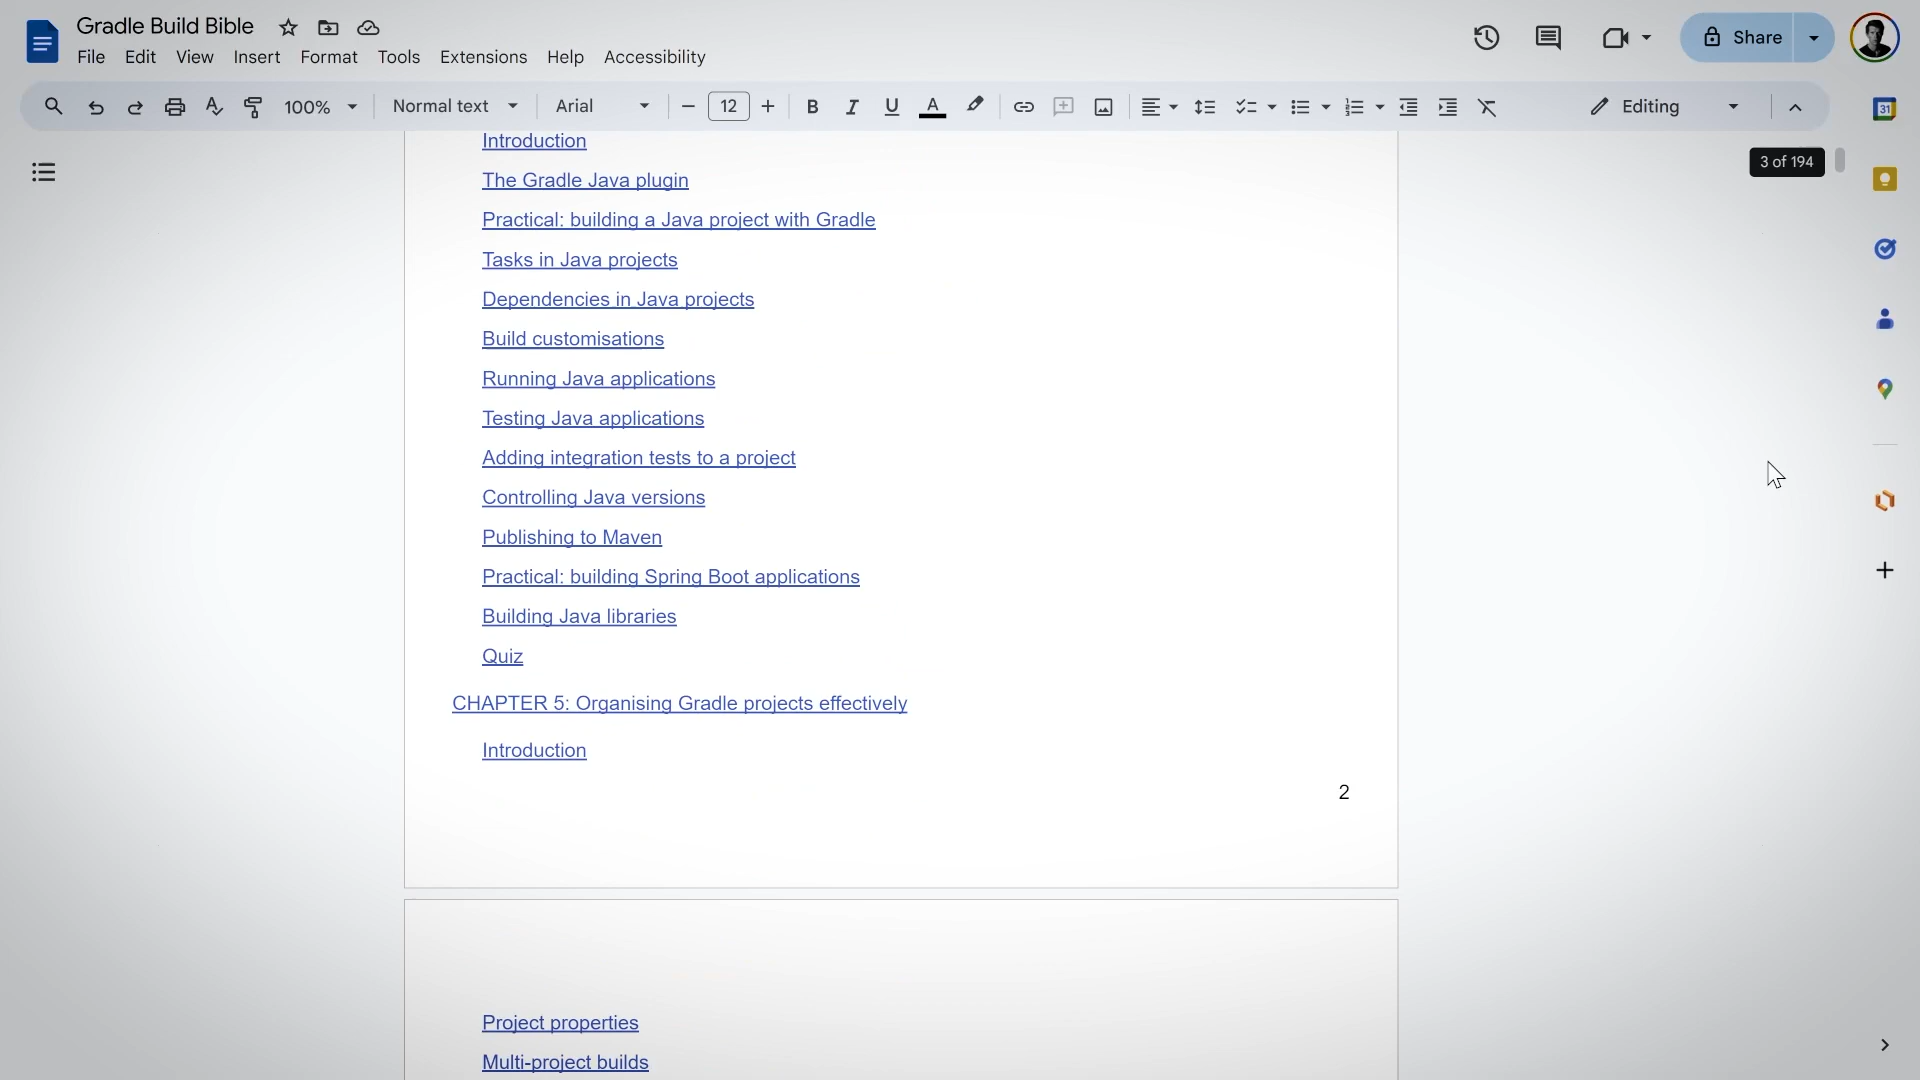 Gradle Build Bible
File Edit View Insert Format Tools Extensions Help Accessibility
Share
100% Normal text Arial 12 Editing
31
3 of 194
Introduction
The Gradle Java plugin
Practical: building a Java project with Gradle
Tasks in Java projects
Dependencies in Java projects
Build customisations
Running Java applications
Testing Java applications
Adding integration tests to a project
Controlling Java versions
Publishing to Maven
Practical: building Spring Boot applications
Building Java libraries
Quiz
CHAPTER 5: Organising Gradle projects effectively
Introduction
2
Project properties
Multi-project builds